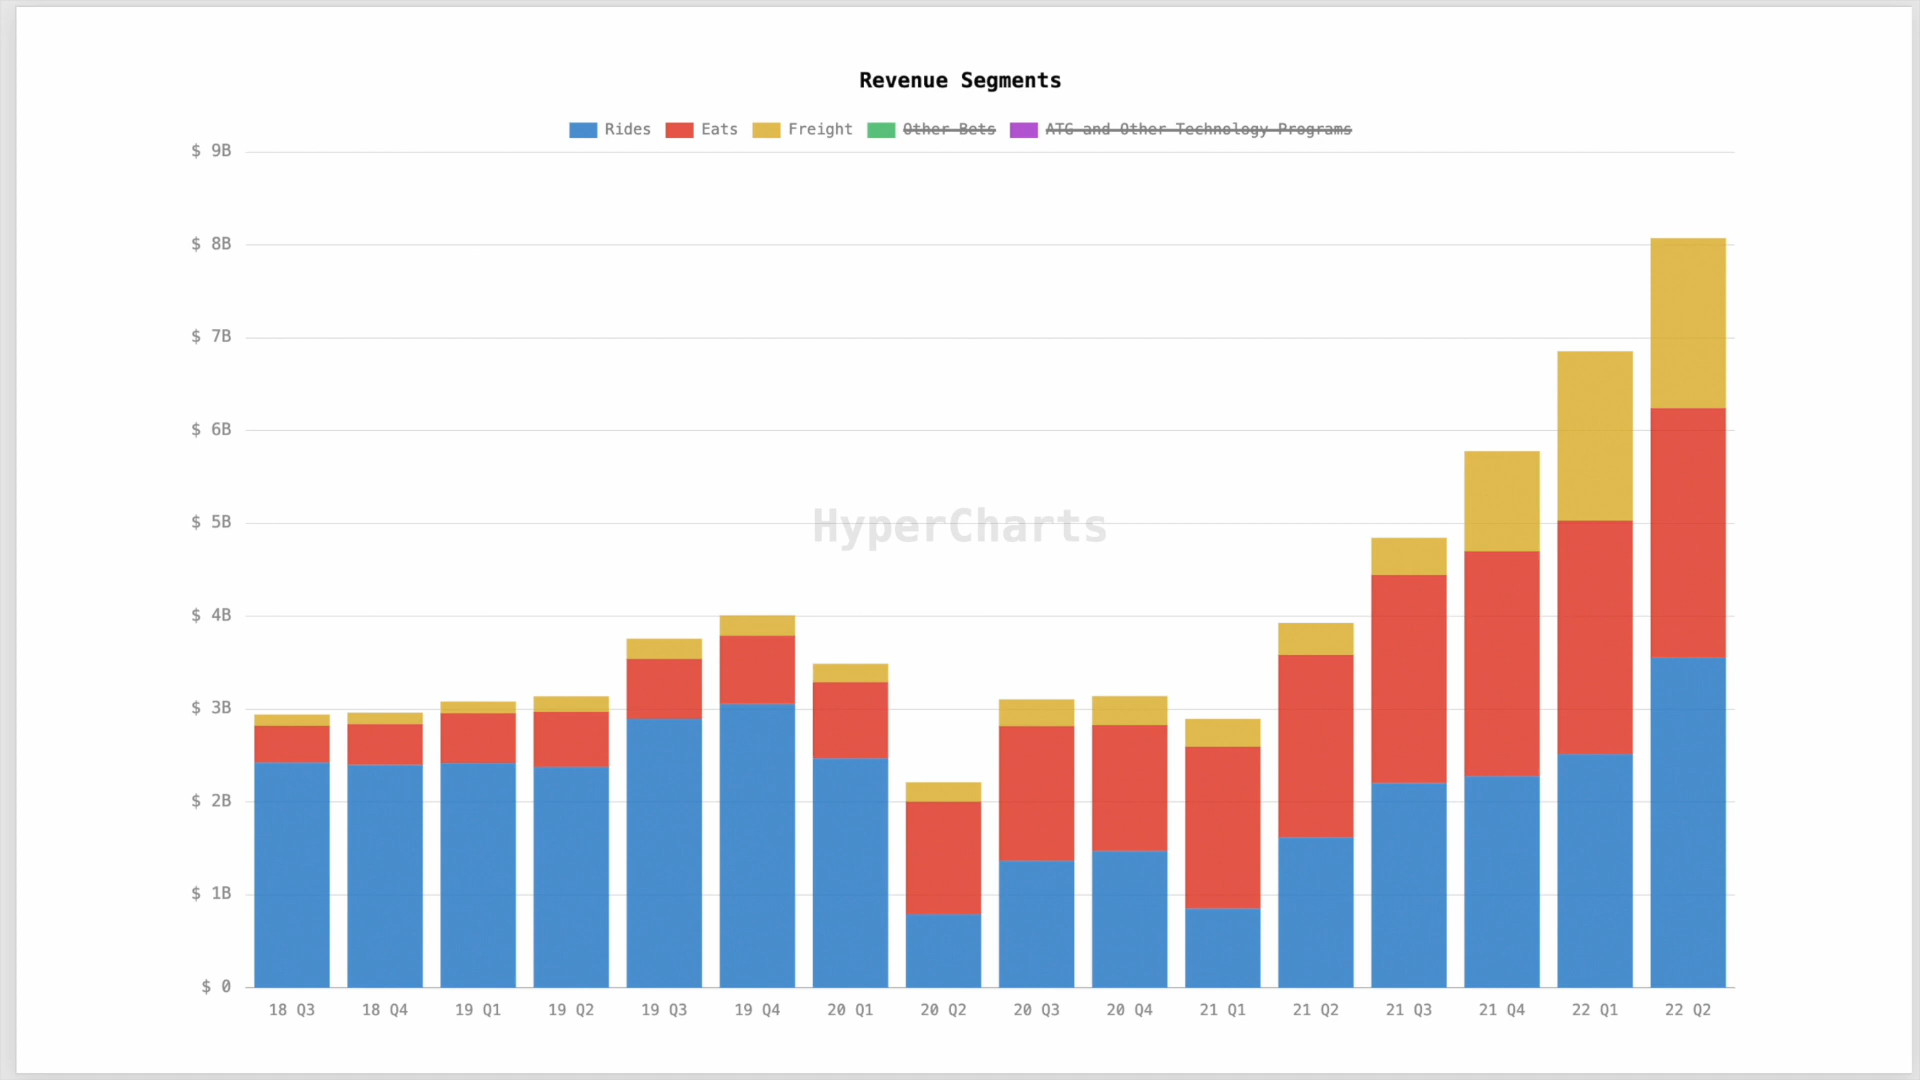 Revenue Segments
Rides Eats Freight Other Bets ATG and Other Technology Programs
$ 9B
$ 8B
$ 7B
$ 6B
$ 5B
HyperCharts
$ 4B
$ 3B
$ 2B
$ 1B
$ 0
18 Q3 18 Q4 19 Q1 19 Q2 19 Q3 19 Q4 20 Q1 20 Q2 20 Q3 20 Q4 21 Q1 21 Q2 21 Q3 21 Q4 22 Q1 22 Q2